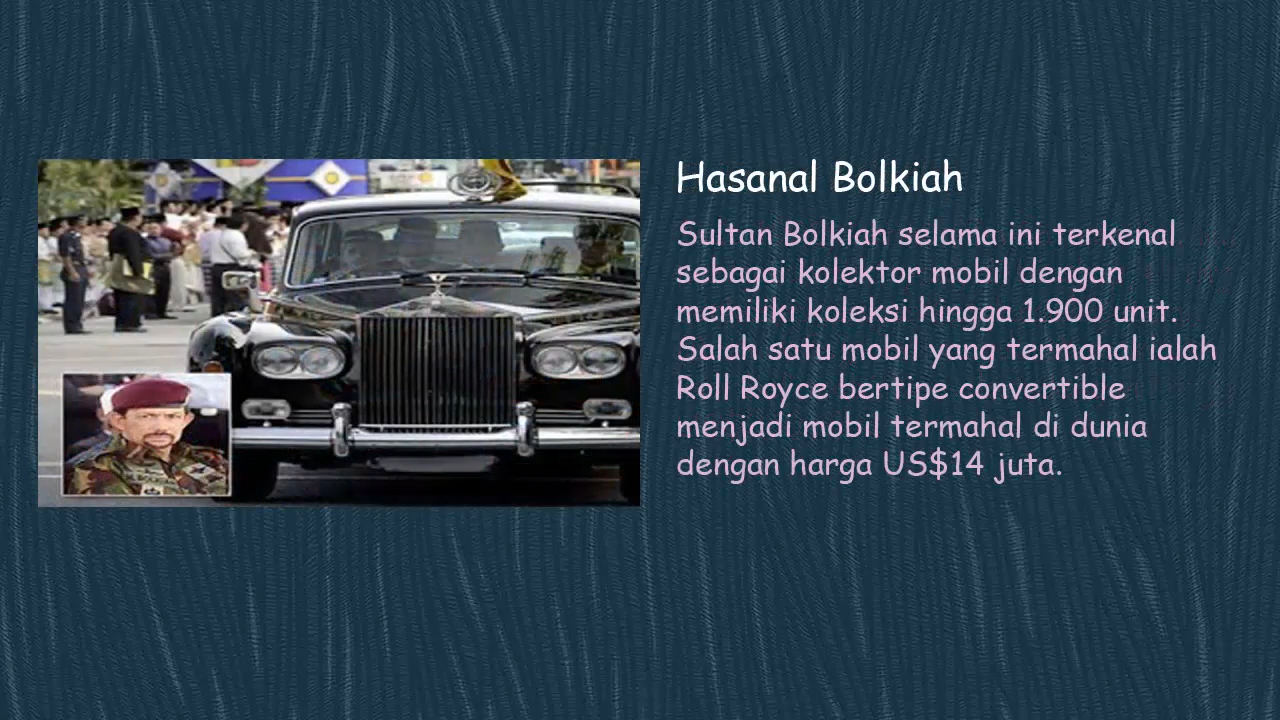 Hasanal Bolkiah
Sultan Bolkiah selama ini terkenal
sebagai kolektor mobil dengan
memiliki koleksi hingga 1.900 unit.
Salah satu mobil yang termahal ialah
Roll Royce bertipe convertible
menjadi mobil termahal di dunia
dengan harga US$14 juta.